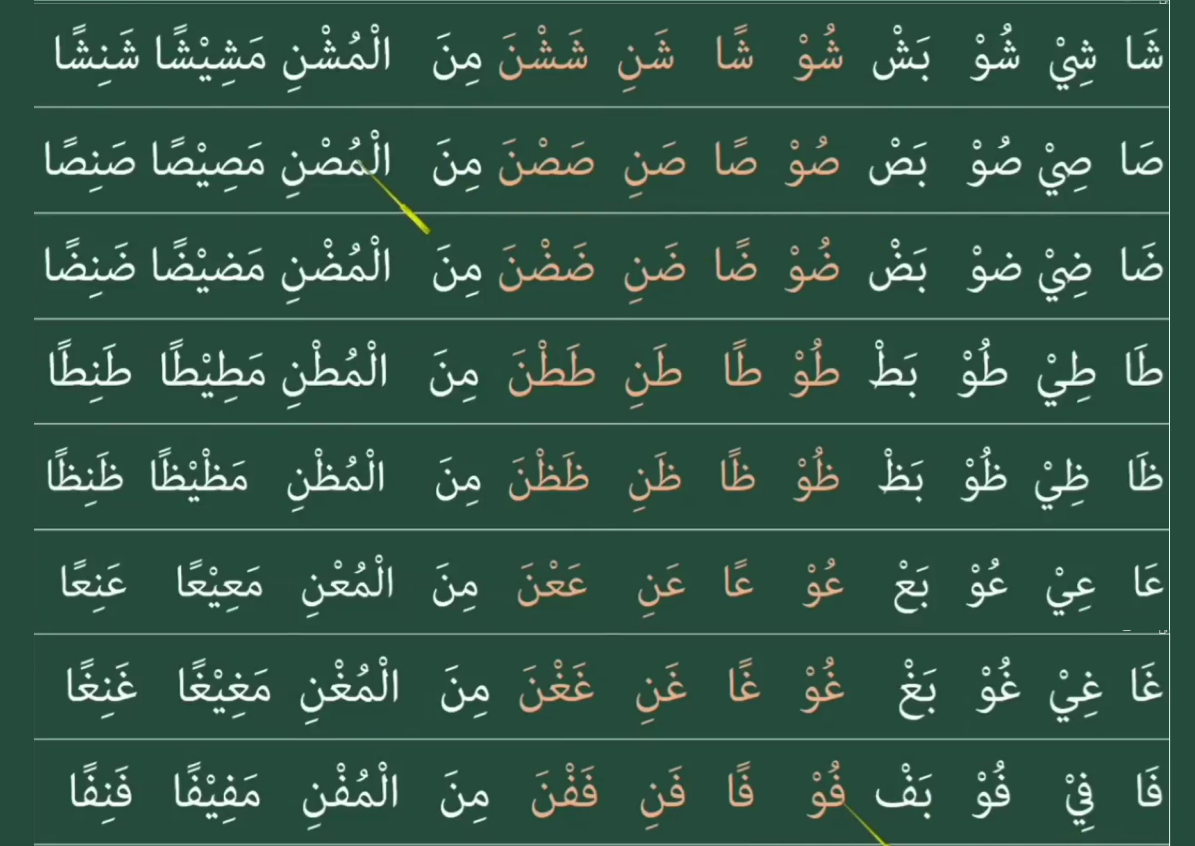 شَا شِيْ شُوْ بَشْ شُوْ شًا شَنِ شَشْنَ مِنَ الْمُشْنِ مَشِيْشًا شَنِشًا
صَا صِيْ صُوْ بَصْ صُوْ صًا صَنِ صَصْنَ مِنَ الْمُصْنِ مَصِيْصًا صَنِصًا
ضَا ضِيْ ضوْ بَضْ ضُوْ ضًا ضَنِ ضَضْنَ مِنَ الْمُضْنِ مَضيْضًا ضَنِضًا
طَا طِيْ طُوْ بَطْ طُوْ طًا طَنِ طَطْنَ مِنَ الْمُطْنِ مَطِيْطًا طَنِطًا
ظَا ظِيْ ظُوْ بَظْ ظُوْ ظًا ظَنِ ظَظْنَ مِنَ الْمُظْنِ مَظْيْظًا ظَنِظًا
عَا عِيْ عُوْ بَعْ عُوْ عًا عَنِ عَعْنَ مِنَ الْمُعْنِ مَعِيْعًا عَنِعًا
غَا غِيْ غُوْ بَغْ غُوْ غًا غَنِ غَغْنَ مِنَ الْمُغْنِ مَغِيْغًا غَنِغًا
فَا فِيْ فُوْ بَفْ فُوْ فًا فَنِ فَفْنَ مِنَ الْمُفْنِ مَفِيْفًا فَنِفًا